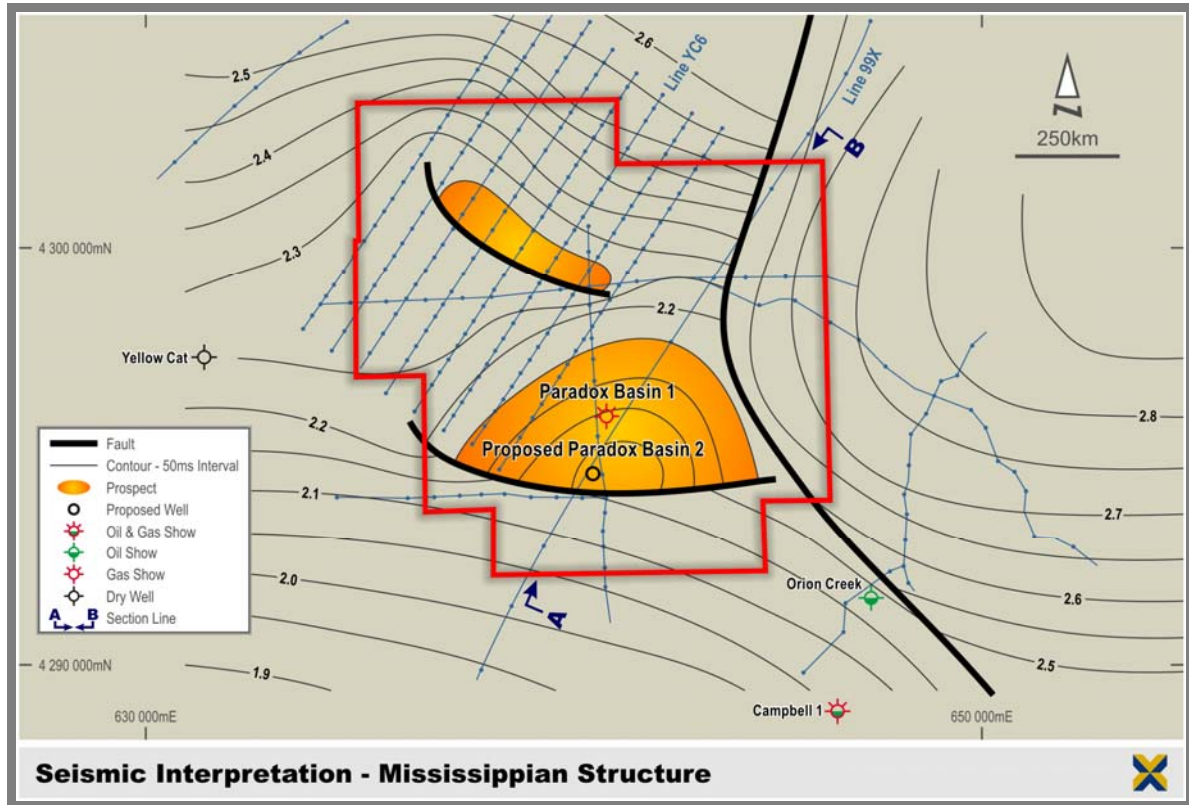 2.6
2.5
Line YC6
Line 99X
N
250km
B
2.4
4 300 000mN
2.3
2.2
Yellow Cat
Paradox Basin 1
2.8
2.2
Proposed Paradox Basin 2
Fault
Contour - 50ms Interval
Prospect
Proposed Well
Oil & Gas Show
Oil Show
Gas Show
Dry Well
A B Section Line
2.1
2.7
2.0
Orion Creek
2.6
A
4 290 000mN
1.9
2.5
630 000mE
Campbell 1
650 000mE
Seismic Interpretation - Mississippian Structure